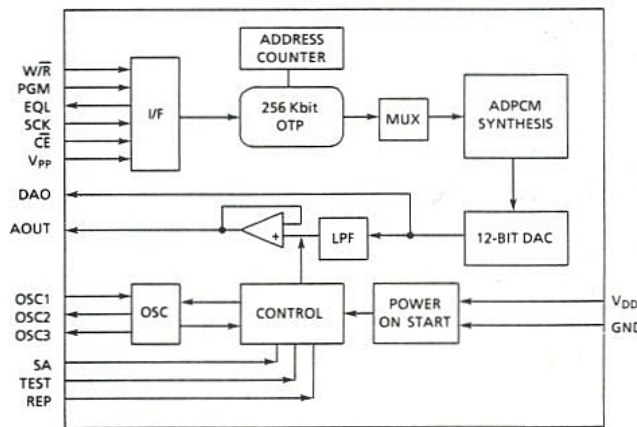 ADDRESS
COUNTER
W/R̅
PGM
EQL
SCK
C̅E̅
VPP
I/F
256 Kbit
OTP
MUX
ADPCM
SYNTHESIS
DAO
AOUT
+
LPF
12-BIT DAC
OSC1
OSC2
OSC3
OSC
CONTROL
POWER
ON START
VDD
GND
SA
TEST
REP